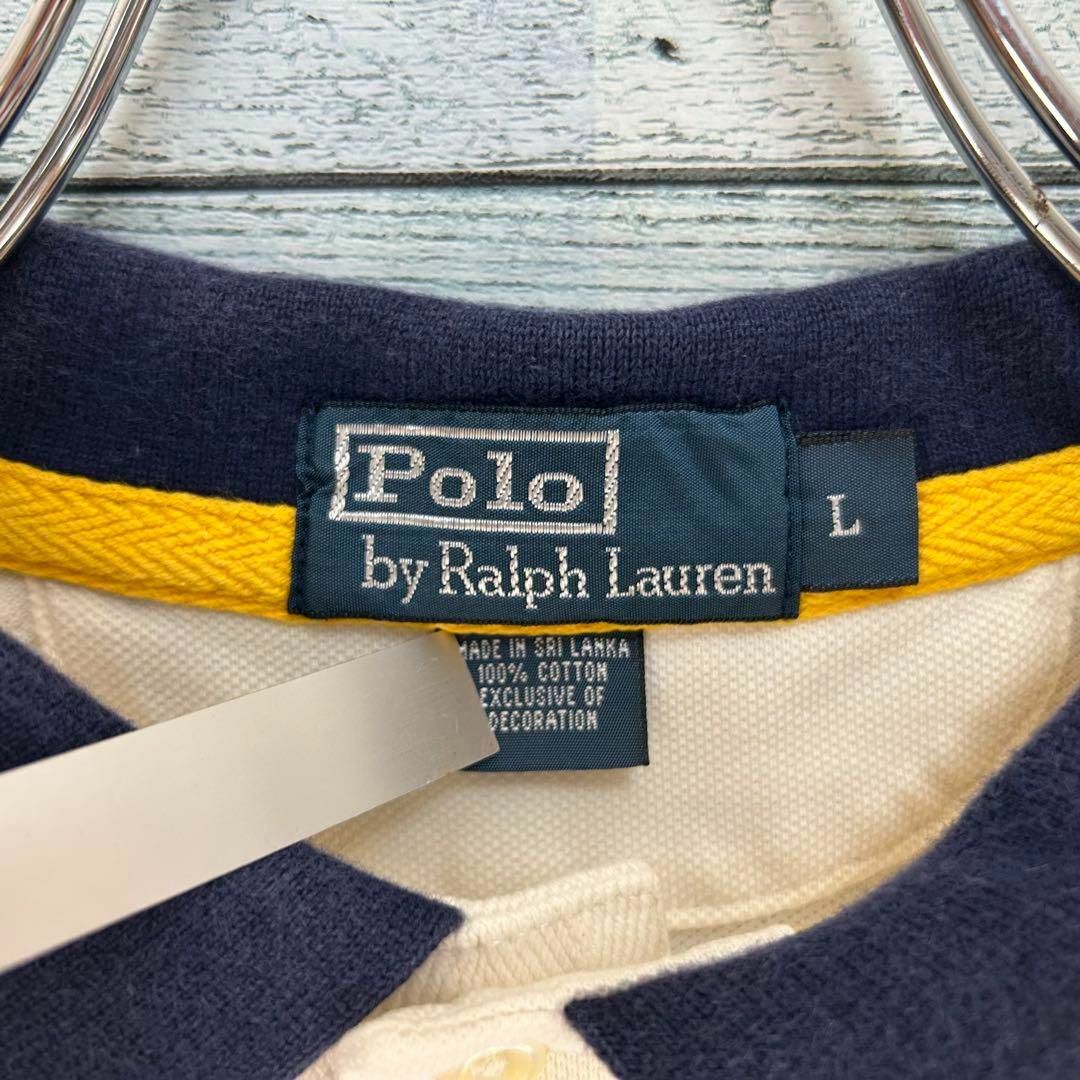 Polo
by Ralph Lauren
L
MADE IN SRI LANKA
100% COTTON
EXCLUSIVE OF
DECORATION